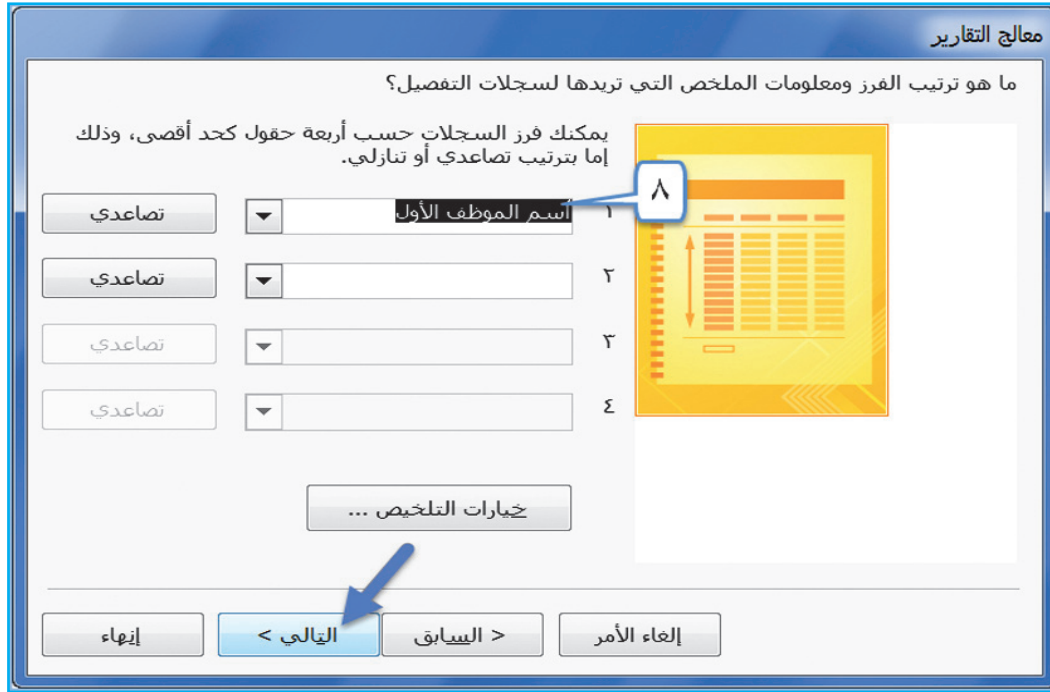 معالج التقارير
ما هو ترتيب الفرز ومعلومات الملخص التي تريدها لسجلات التفصيل؟
يمكنك فرز السجلات حسب أربعة حقول كحد أقصى، وذلك
إما بترتيب تصاعدي أو تنازلي.
٨
١ أسم الموظف الأول تصاعدي
٢ تصاعدي
٣ تصاعدي
٤ تصاعدي
خيارات التلخيص ...
إلغاء الأمر < السابق التالي > إنهاء